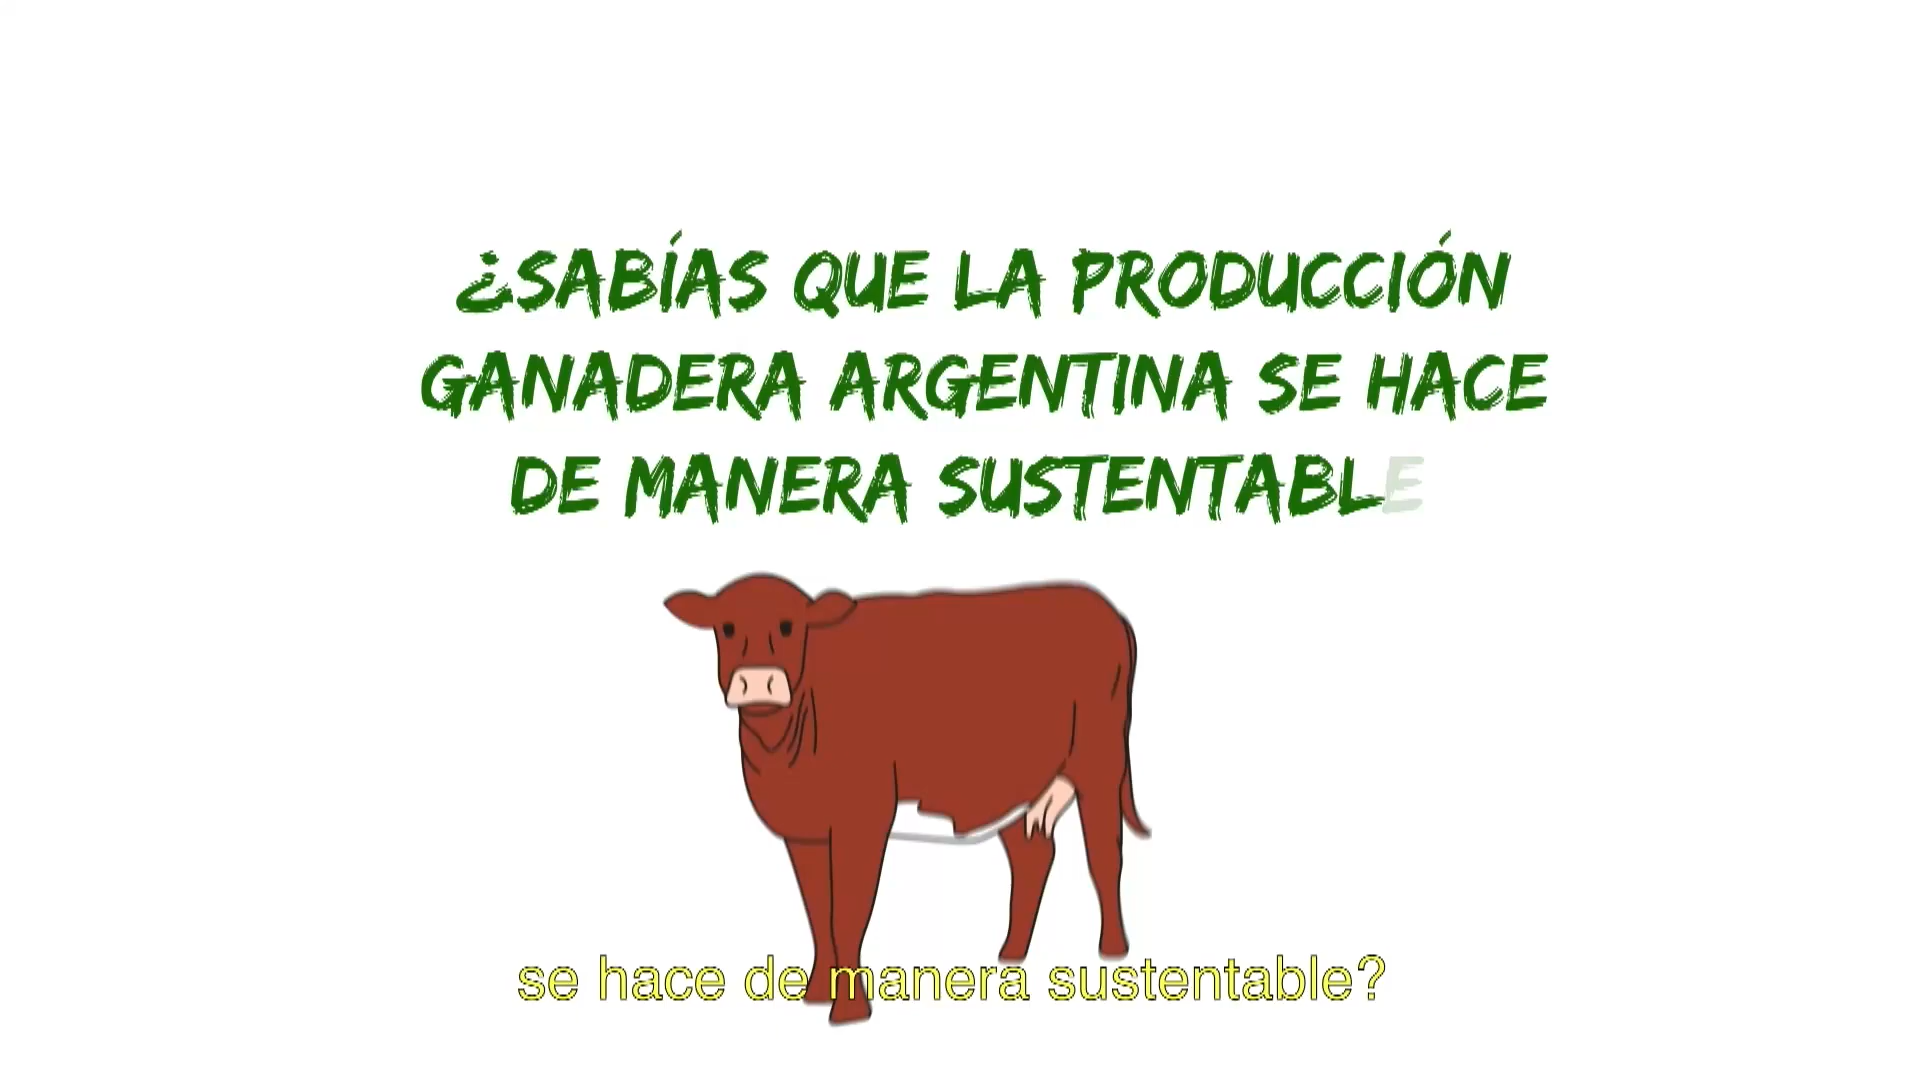 ¿SABÍAS QUE LA PRODUCCIÓN
GANADERA ARGENTINA SE HACE
DE MANERA SUSTENTABLE
se hace de manera sustentable?